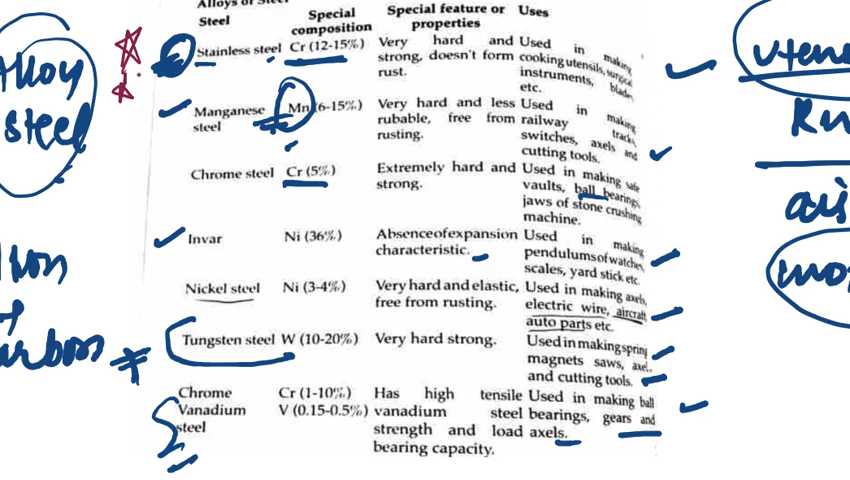 Alloys or Steel
Steel
Special
composition
Special feature or
properties
Uses
Stainless steel
Cr (12-15%)
Very hard and
strong, doesn't form
rust.
Used in making
cooking utensils, surgical
instruments, blades
etc.
Manganese
steel
Mn (6-15%)
Very hard and less
rubable, free from
rusting.
Used in making
railway tracks,
switches, axels and
cutting tools.
Chrome steel
Cr (5%)
Extremely hard and
strong.
Used in making safe
vaults, ball bearings,
jaws of stone crushing
machine.
Invar
Ni (36%)
Absence of expansion
characteristic.
Used in making
pendulums of watches,
scales, yard stick etc.
Nickel steel
Ni (3-4%)
Very hard and elastic,
free from rusting.
Used in making axels,
electric wire, aircraft,
auto parts etc.
Tungsten steel
W (10-20%)
Very hard strong.
Used in making spring
magnets saws, axel,
and cutting tools.
Chrome
Vanadium
steel
Cr (1-10%)
V (0.15-0.5%)
Has high tensile
vanadium steel
strength and load
bearing capacity.
Used in making ball
bearings, gears and
axels.
Alloy
steel